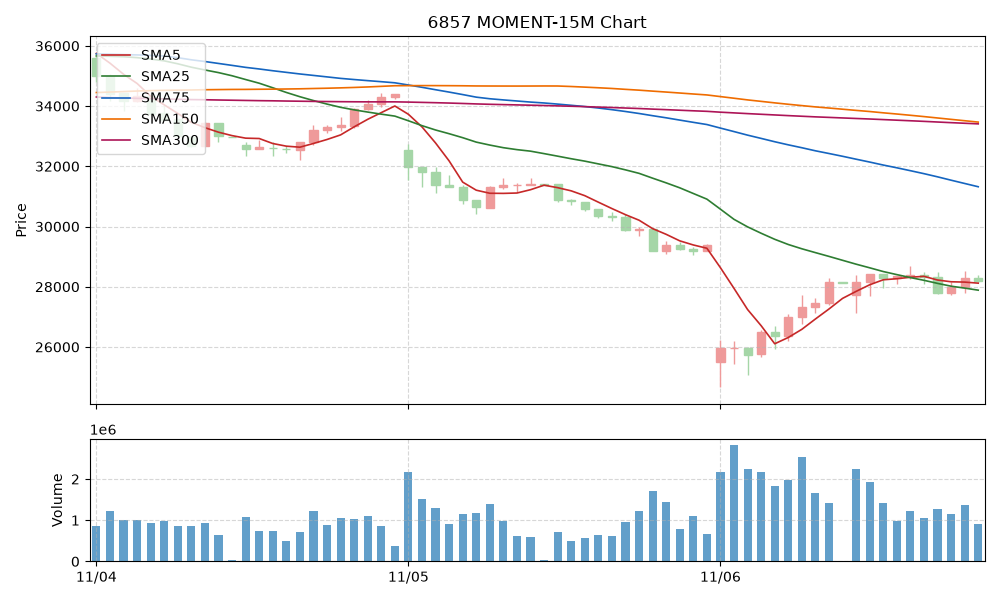 6857 MOMENT-15M Chart
SMA5
SMA25
SMA75
SMA150
SMA300
36000
34000
32000
30000
28000
26000
Price
1e6
2
1
0
Volume
11/04
11/05
11/06